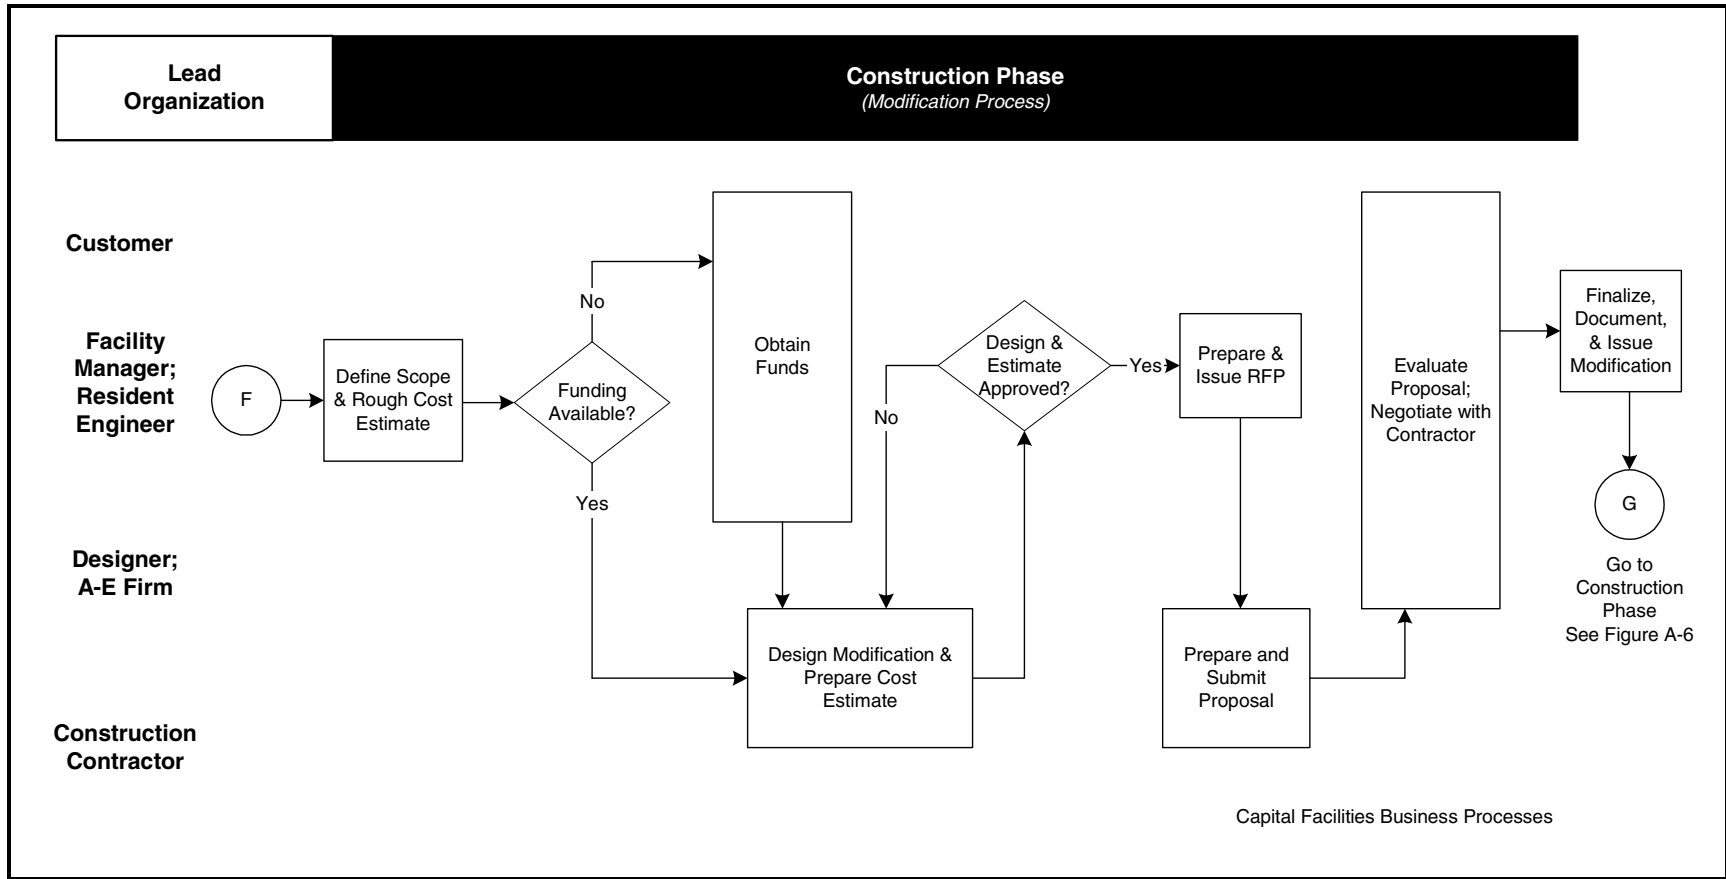 Lead
Organization
Construction Phase
(Modification Process)
Customer
Facility
Manager;
Resident
Engineer
Designer;
A-E Firm
Construction
Contractor
F
Define Scope
& Rough Cost
Estimate
Funding
Available?
No
Yes
Obtain
Funds
Design Modification &
Prepare Cost
Estimate
Design &
Estimate
Approved?
No
Yes
Prepare &
Issue RFP
Prepare and
Submit
Proposal
Evaluate
Proposal;
Negotiate with
Contractor
Finalize,
Document,
& Issue
Modification
G
Go to
Construction
Phase
See Figure A-6
Capital Facilities Business Processes